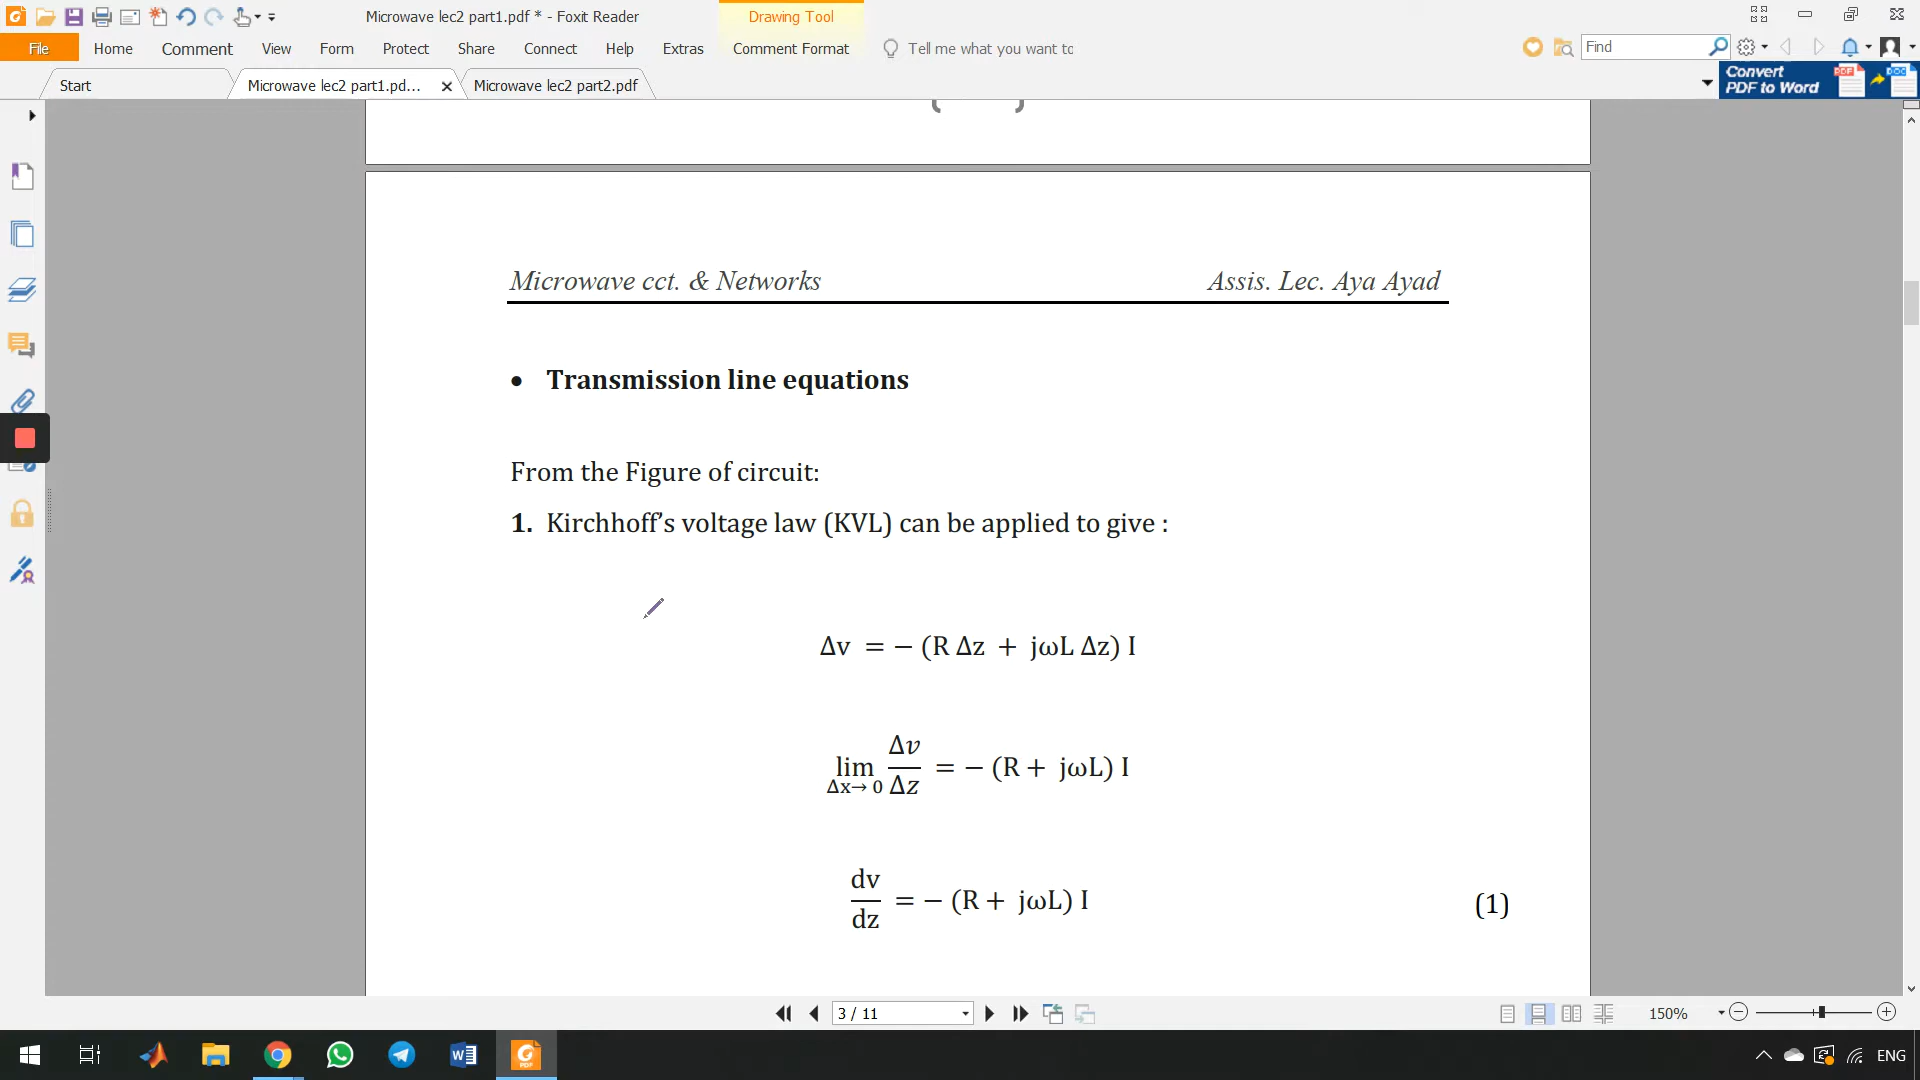 Microwave lec2 part1.pdf * - Foxit Reader
Drawing Tool
File Home Comment View Form Protect Share Connect Help Extras Comment Format Tell me what you want to
Find
Start Microwave lec2 part1.pd... Microwave lec2 part2.pdf
Convert
PDF to Word
PDF DOC
Microwave cct. & Networks Assis. Lec. Aya Ayad
• Transmission line equations
From the Figure of circuit:
1. Kirchhoff’s voltage law (KVL) can be applied to give :
Δv = − (R Δz + jωL Δz) I
lim Δx→ 0 Δv/Δz = − (R + jωL) I
dv/dz = − (R + jωL) I (1)
3 / 11
150%
ENG